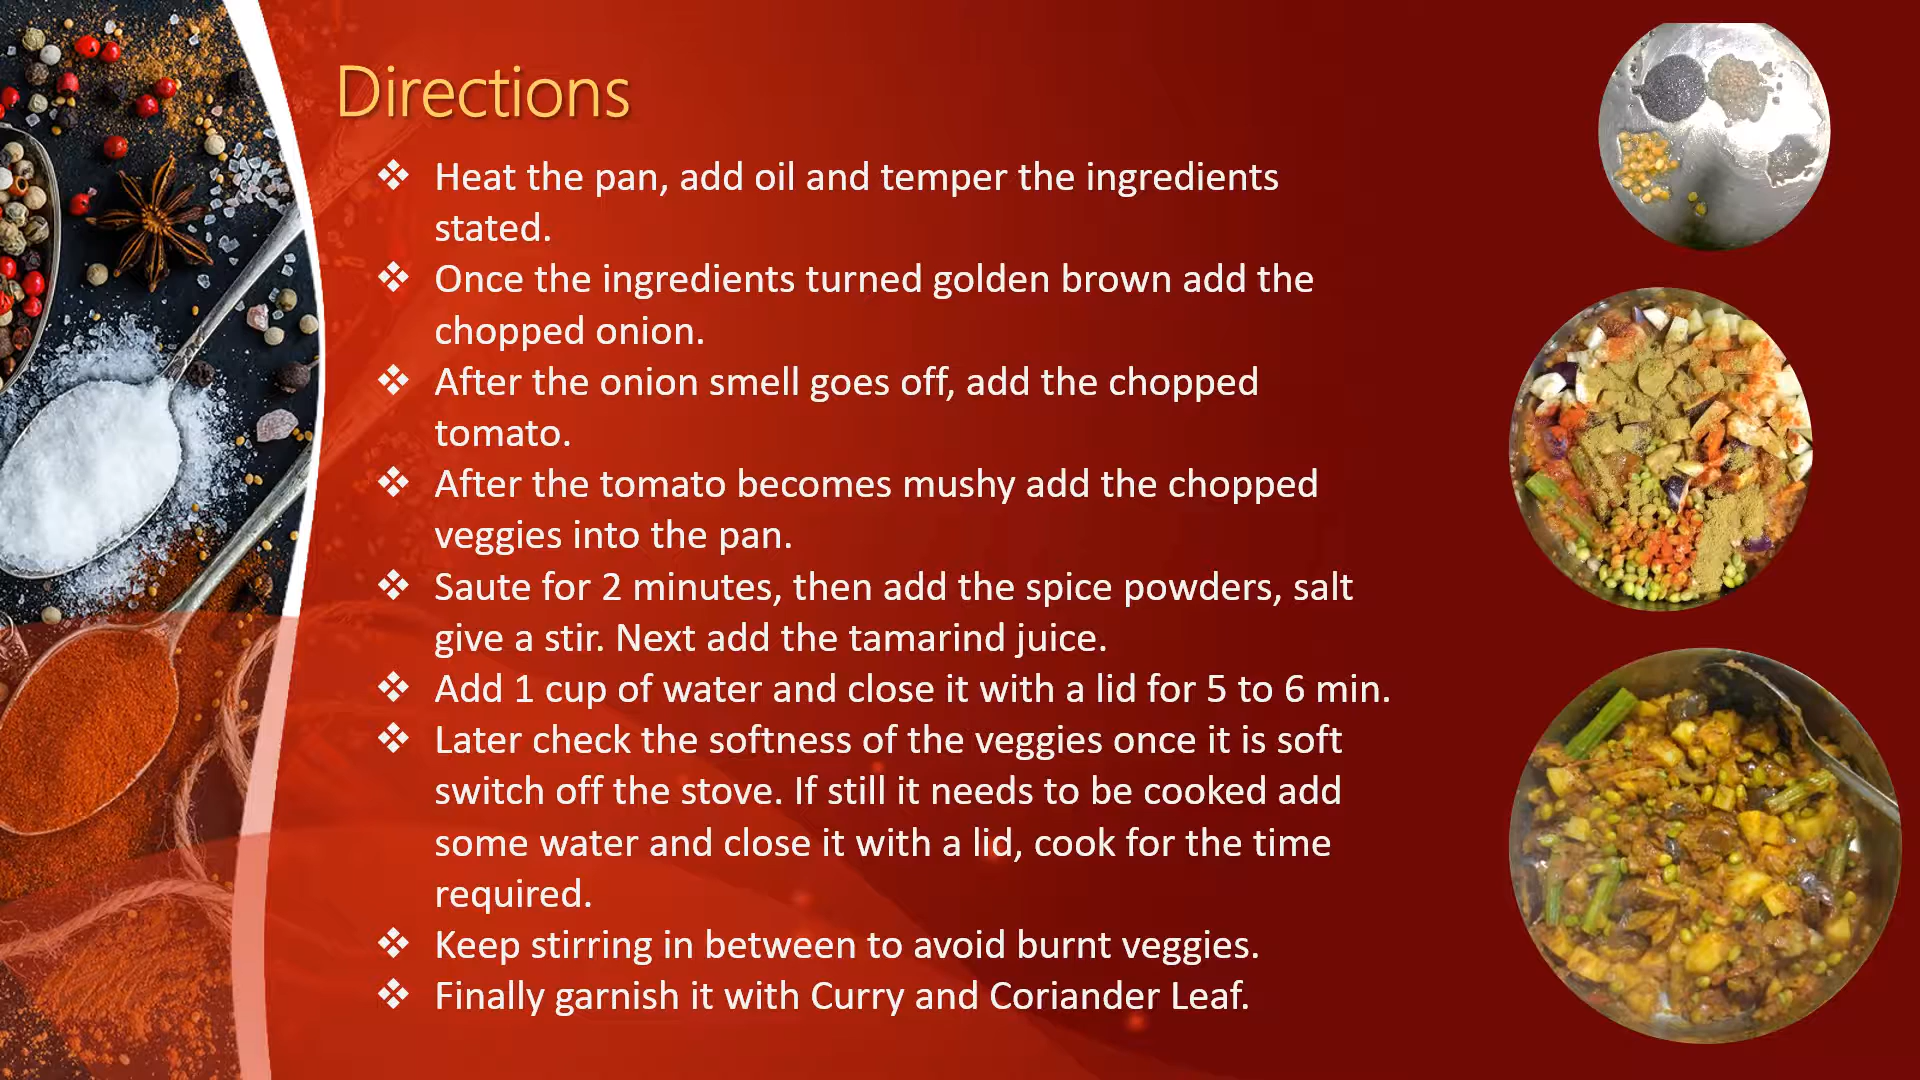 Directions
❖ Heat the pan, add oil and temper the ingredients
stated.
❖ Once the ingredients turned golden brown add the
chopped onion.
❖ After the onion smell goes off, add the chopped
tomato.
❖ After the tomato becomes mushy add the chopped
veggies into the pan.
❖ Saute for 2 minutes, then add the spice powders, salt
give a stir. Next add the tamarind juice.
❖ Add 1 cup of water and close it with a lid for 5 to 6 min.
❖ Later check the softness of the veggies once it is soft
switch off the stove. If still it needs to be cooked add
some water and close it with a lid, cook for the time
required.
❖ Keep stirring in between to avoid burnt veggies.
❖ Finally garnish it with Curry and Coriander Leaf.